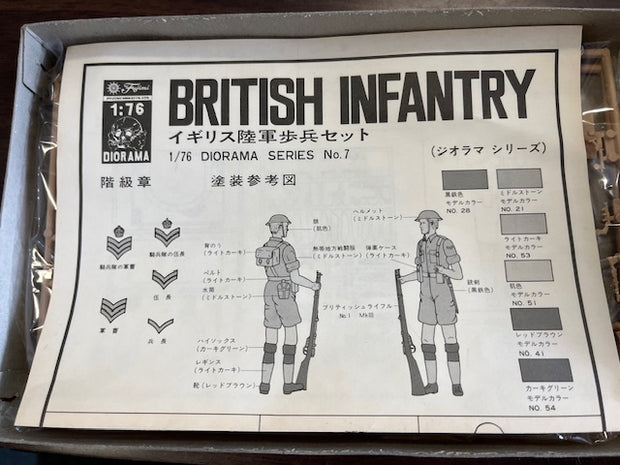 Fujimi
1:76
DIORAMA
BRITISH INFANTRY
イギリス陸軍歩兵セット
1/76 DIORAMA SERIES No.7
(ジオラマ シリーズ)
階級章
塗装参考図
騎兵隊の軍曹
騎兵隊の伍長
伍長
軍曹
兵長
背のう
(ライトカーキ)
ベルト
(ライトカーキ)
水筒
(ミドルストーン)
ハイソックス
(カーキグリーン)
レギンス
(ライトカーキ)
靴(レッドブラウン)
ヘルメット
(ミドルストーン)
顔
(肌色)
熱帯地方戦闘服
(ミドルストーン)
弾薬ケース
(ライトカーキ)
ブリティッシュライフル
No.1 MkIII
銃剣
(黒鉄色)
黒鉄色
モデルカラー
NO. 28
ミドルストーン
モデルカラー
NO. 21
ライトカーキ
モデルカラー
NO. 53
肌色
モデルカラー
NO. 51
レッドブラウン
モデルカラー
NO. 41
カーキグリーン
モデルカラー
NO. 54